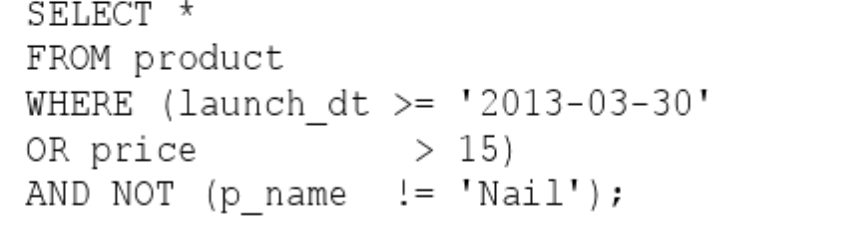 SELECT *
FROM product
WHERE (launch_dt >= '2013-03-30'
OR price          > 15)
AND NOT (p_name  != 'Nail');